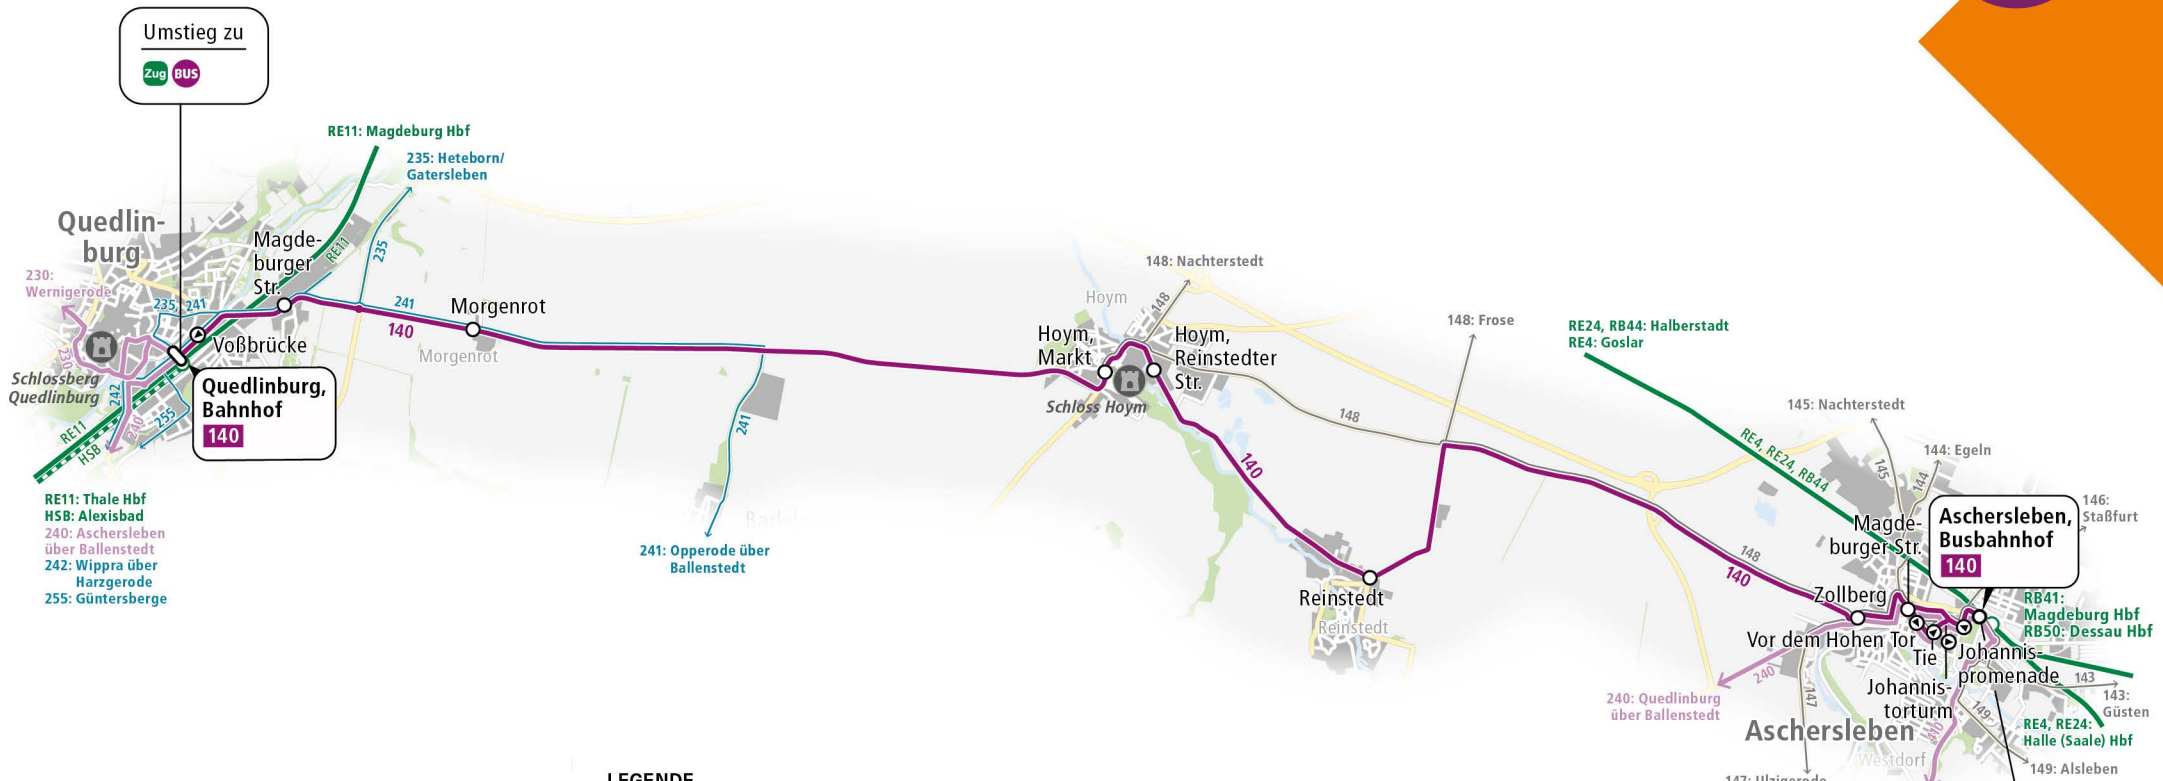 Umstieg zu
Zug BUS
RE11: Magdeburg Hbf
235: Heteborn/
Gatersleben
Quedlin-
burg
Magde-
burger
Str.
RE11
235
230:
Wernigerode
235, 241
241
140
Morgenrot
Morgenrot
Voßbrücke
230
Schlossberg
Quedlinburg
242
240
255
Quedlinburg,
Bahnhof
140
RE11
HSB
RE11: Thale Hbf
HSB: Alexisbad
240: Aschersleben
über Ballenstedt
242: Wippra über
Harzgerode
255: Güntersberge
241
241: Opperode über
Ballenstedt
148: Nachterstedt
Hoym
148
Hoym,
Markt
Hoym,
Reinstedter
Str.
Schloss Hoym
148: Frose
148
140
Reinstedt
Reinstedt
RE24, RB44: Halberstadt
RE4: Goslar
RE4, RE24, RB44
145: Nachterstedt
145
144
144: Egeln
146:
Staßfurt
Magde-
burger Str.
Aschersleben,
Busbahnhof
140
148
140
Zollberg
RB41:
Magdeburg Hbf
RB50: Dessau Hbf
Vor dem Hohen Tor
Tie
Johannis-
promenade
Johannis-
torturm
240
240: Quedlinburg
über Ballenstedt
147
143
143:
Güsten
149
410
Aschersleben
Westdorf
RE4, RE24:
Halle (Saale) Hbf
149: Alsleben
147: Ulzigerode
LEGENDE